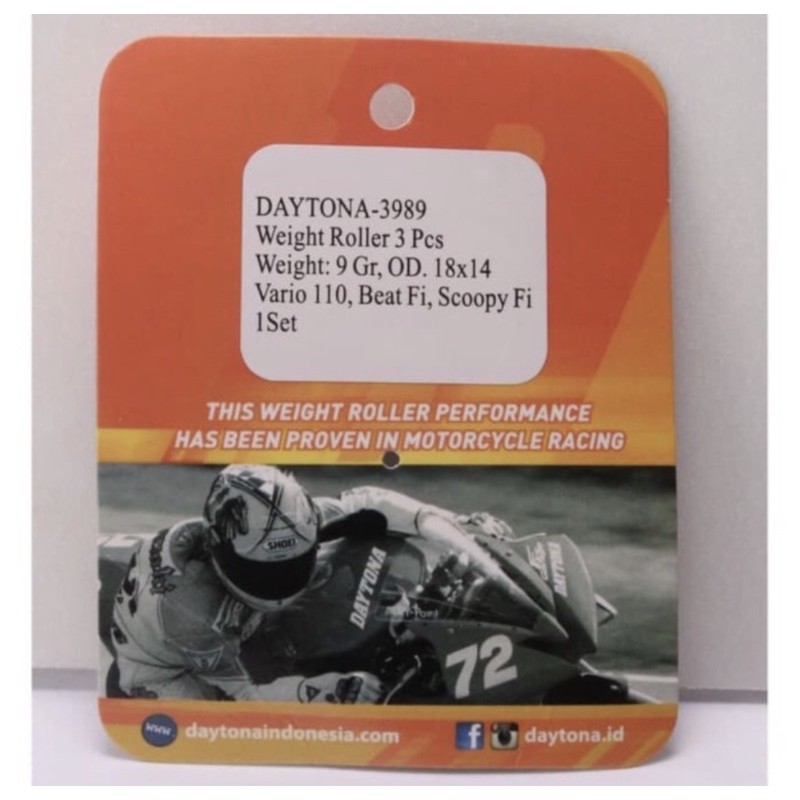 DAYTONA-3989
Weight Roller 3 Pcs
Weight: 9 Gr, OD. 18x14
Vario 110, Beat Fi, Scoopy Fi
1Set
THIS WEIGHT ROLLER PERFORMANCE
HAS BEEN PROVEN IN MOTORCYCLE RACING
SHOEI
DAYTONA
DAYTONA
72
www daytonaindonesia.com
f daytona.id